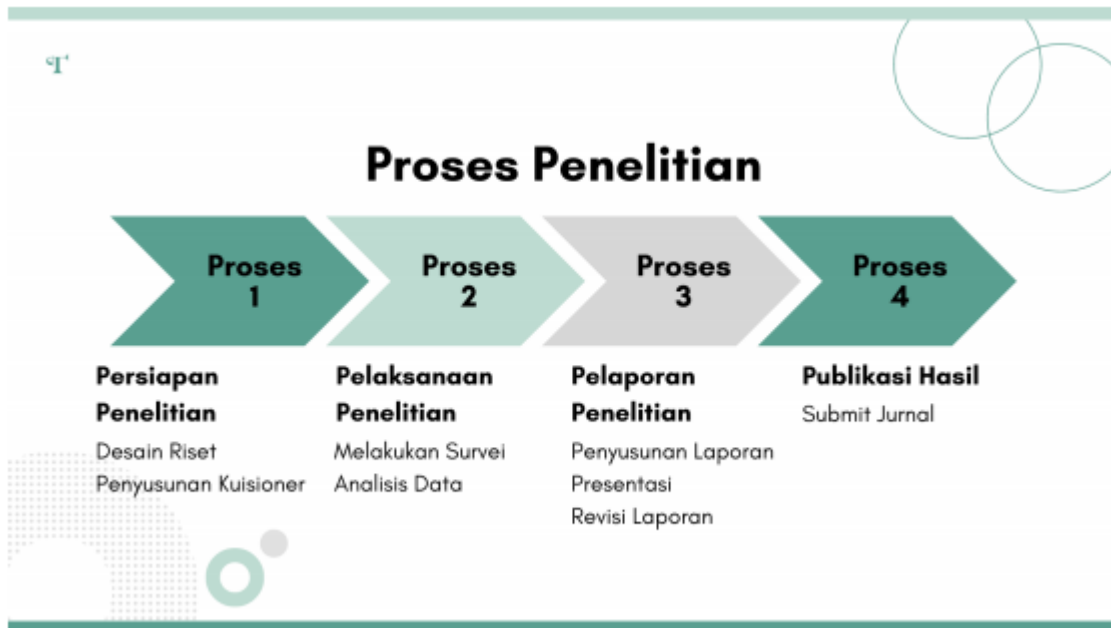 Proses Penelitian
Proses
1
Proses
2
Proses
3
Proses
4
Persiapan
Penelitian
Desain Riset
Penyusunan Kuisioner
Pelaksanaan
Penelitian
Melakukan Survei
Analisis Data
Pelaporan
Penelitian
Penyusunan Laporan
Presentasi
Revisi Laporan
Publikasi Hasil
Submit Jurnal